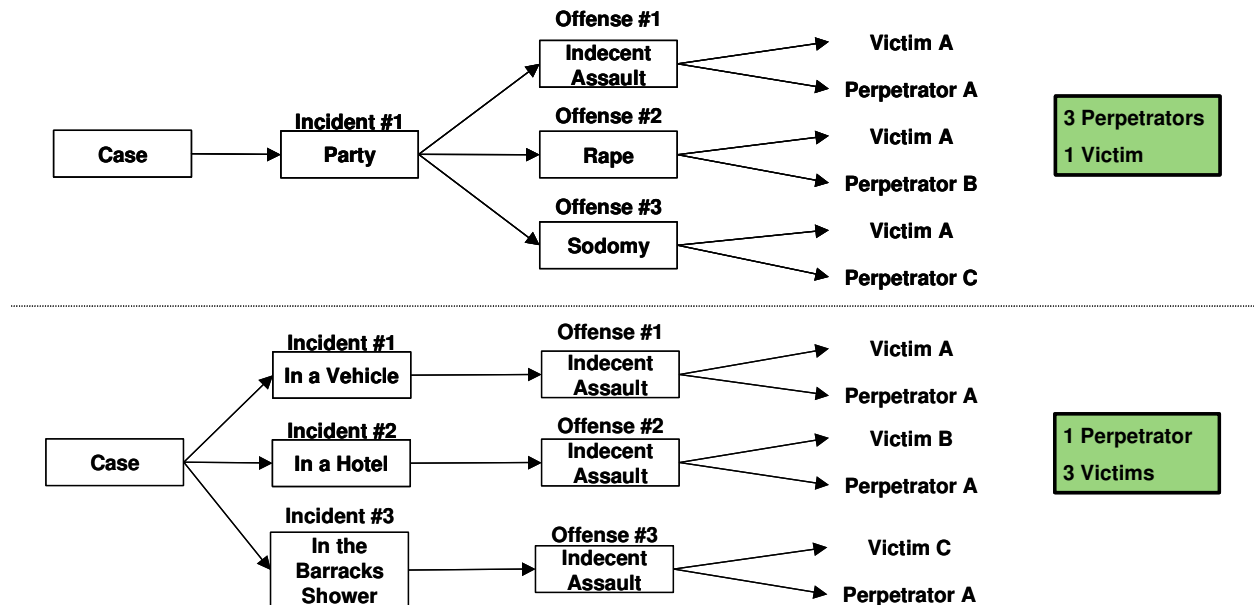 Offense #1
Indecent
Assault
Victim A
Perpetrator A
Incident #1
Case
Party
Offense #2
Rape
Victim A
Perpetrator B
3 Perpetrators
1 Victim
Offense #3
Sodomy
Victim A
Perpetrator C
Incident #1
In a Vehicle
Offense #1
Indecent
Assault
Victim A
Perpetrator A
Case
Incident #2
In a Hotel
Offense #2
Indecent
Assault
Victim B
Perpetrator A
1 Perpetrator
3 Victims
Incident #3
In the
Barracks
Shower
Offense #3
Indecent
Assault
Victim C
Perpetrator A